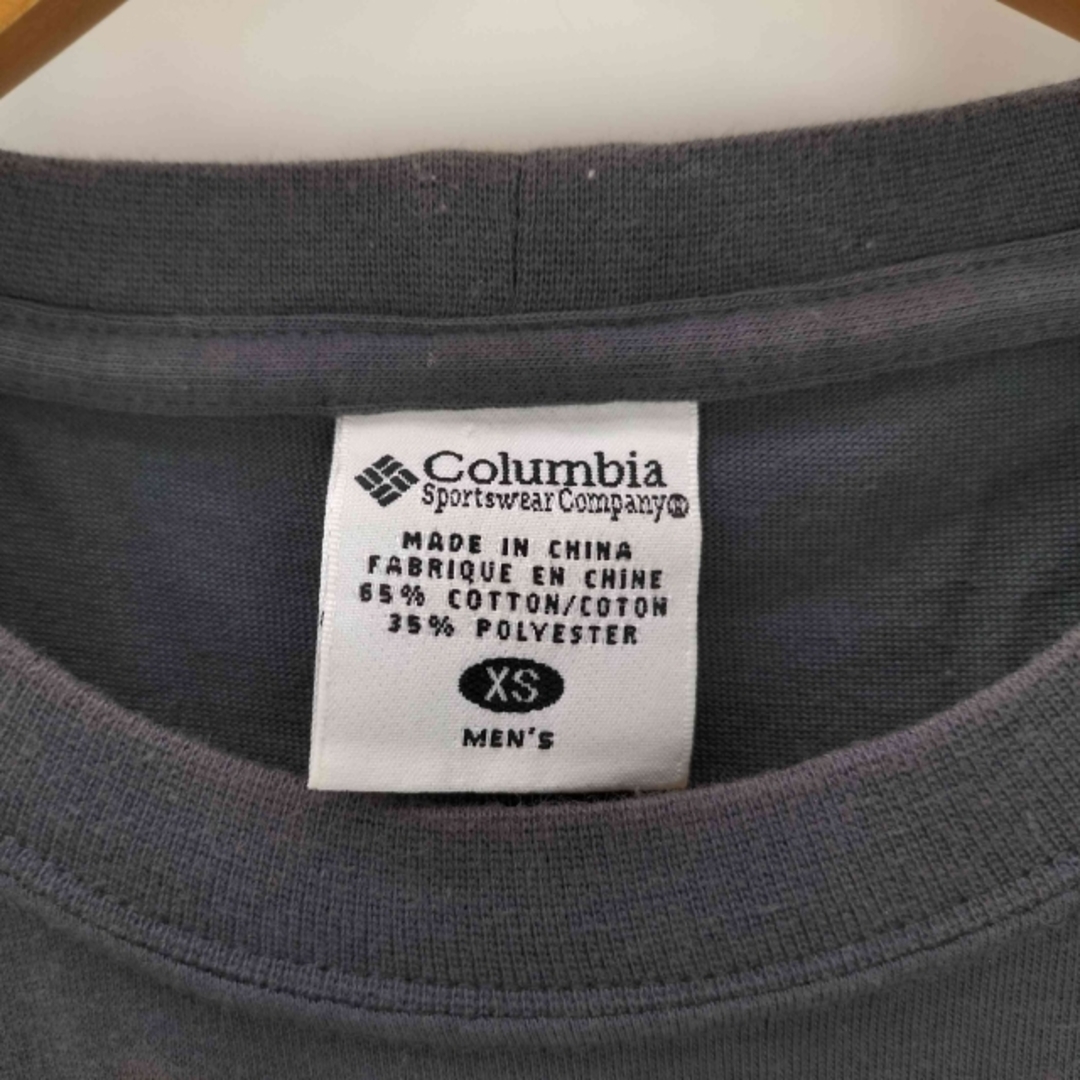 Columbia
Sportswear Company®
MADE IN CHINA
FABRIQUE EN CHINE
65% COTTON/COTON
35% POLYESTER
XS
MEN'S